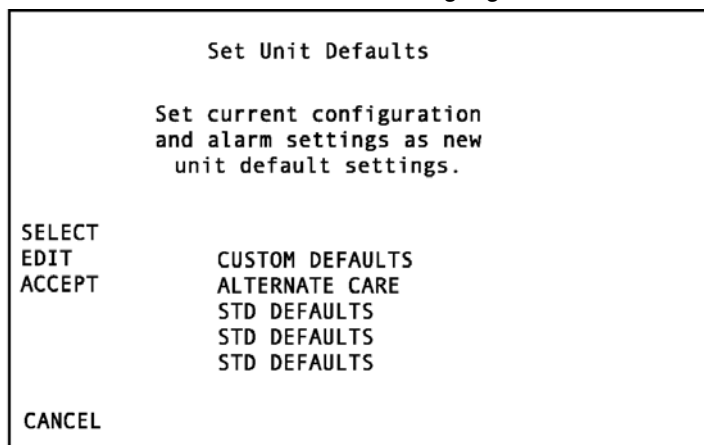 Set Unit Defaults
Set current configuration
and alarm settings as new
unit default settings.
SELECT
EDIT CUSTOM DEFAULTS
ACCEPT ALTERNATE CARE
STD DEFAULTS
STD DEFAULTS
STD DEFAULTS
CANCEL